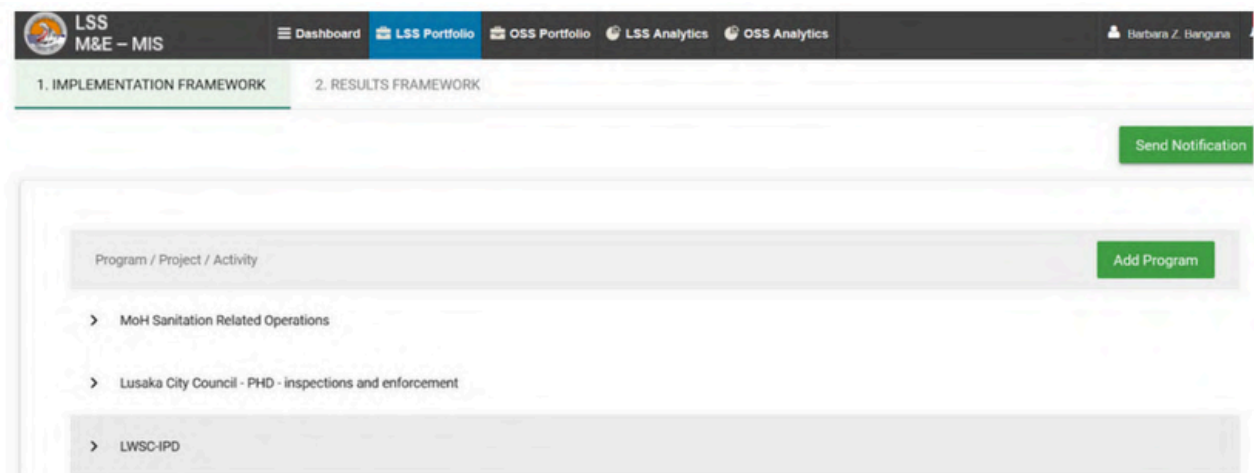 LSS
M&E – MIS
Dashboard LSS Portfolio OSS Portfolio LSS Analytics OSS Analytics Barbara Z. Banguna
1. IMPLEMENTATION FRAMEWORK 2. RESULTS FRAMEWORK
Send Notification
Program / Project / Activity Add Program
MoH Sanitation Related Operations
Lusaka City Council - PHD - inspections and enforcement
LWSC-IPD